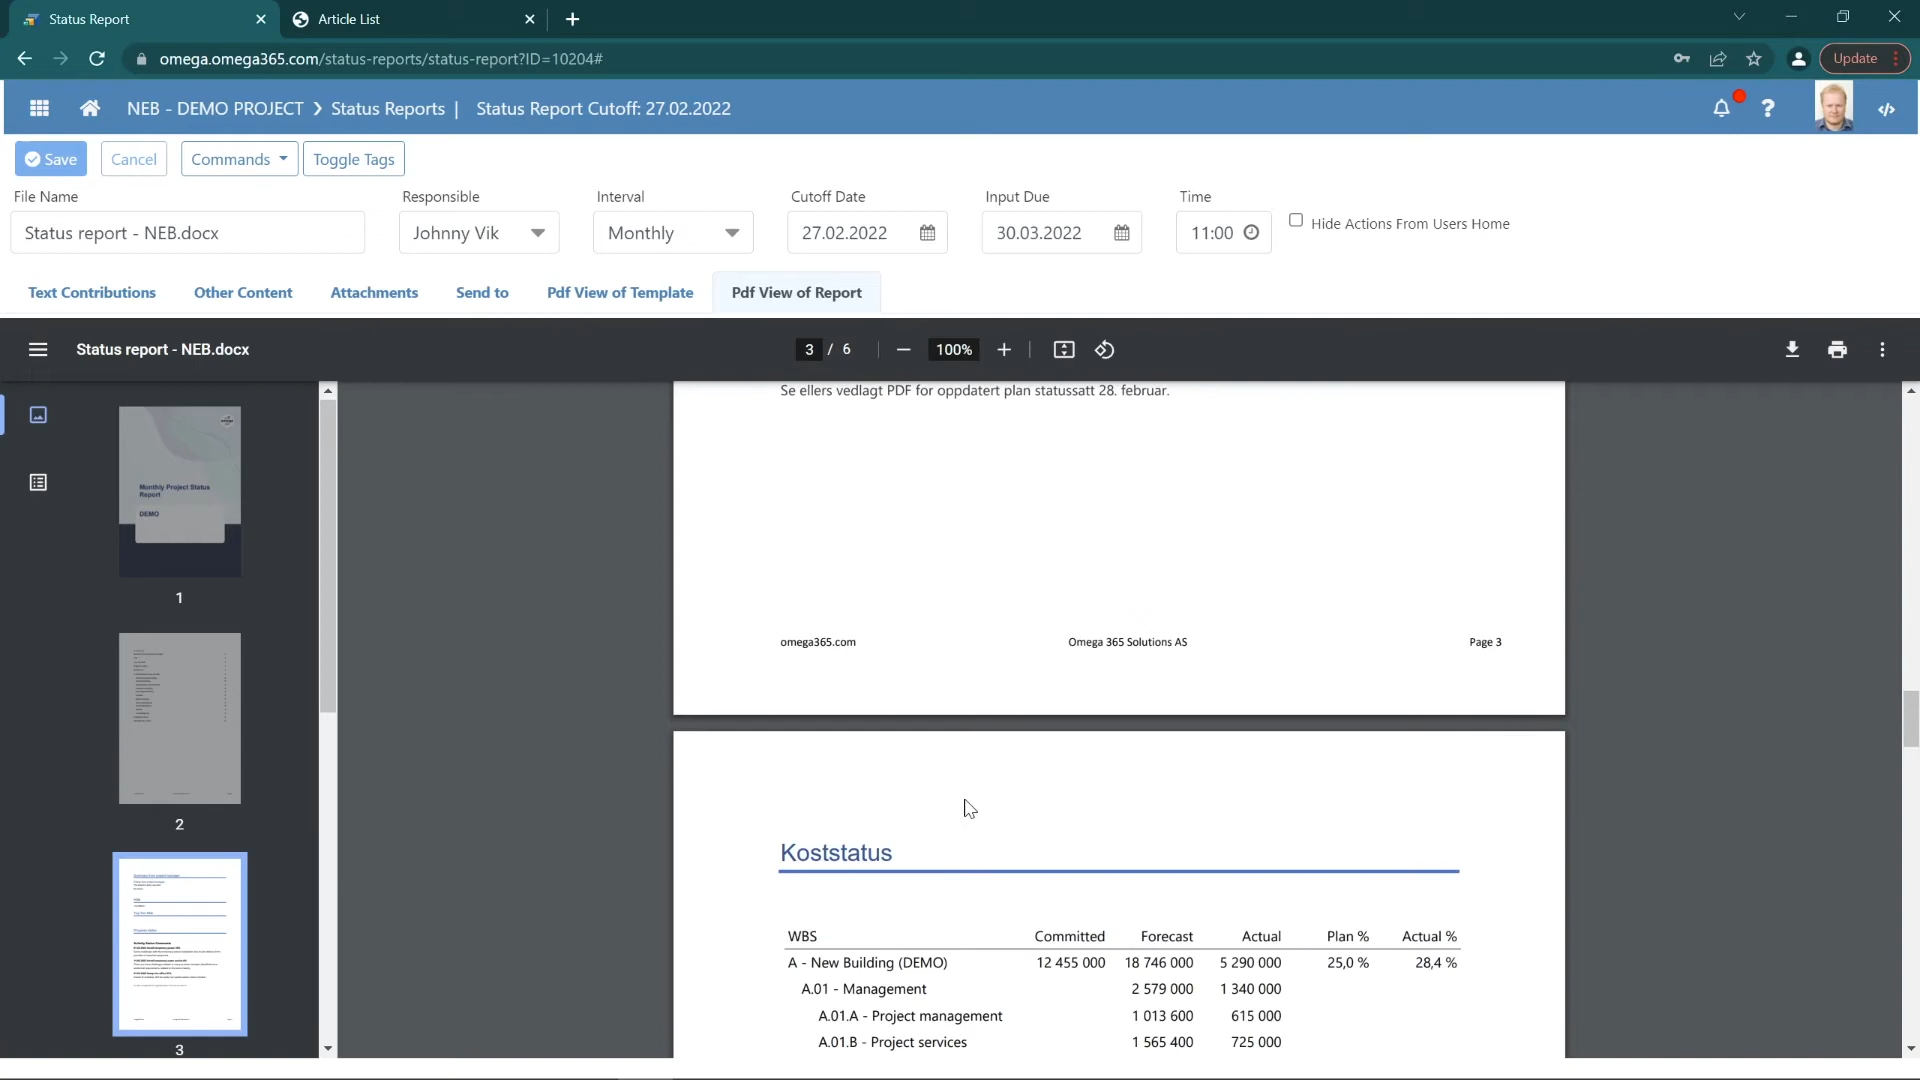 Status Report
Article List
omega.omega365.com/status-reports/status-report?ID=10204#
Update
NEB - DEMO PROJECT
Status Reports |
Status Report Cutoff: 27.02.2022
Save
Cancel
Commands
Toggle Tags
File Name
Responsible
Interval
Cutoff Date
Input Due
Time
Status report - NEB.docx
Johnny Vik
Monthly
27.02.2022
30.03.2022
11:00
Hide Actions From Users Home
Text Contributions
Other Content
Attachments
Send to
Pdf View of Template
Pdf View of Report
Status report - NEB.docx
3 / 6
100%
Monthly Project Status
Report
DEMO
1
2
3
Se ellers vedlagt PDF for oppdatert plan statussatt 28. februar.
omega365.com
Omega 365 Solutions AS
Page 3
Koststatus
WBS Committed Forecast Actual Plan % Actual %
A - New Building (DEMO) 12 455 000 18 746 000 5 290 000 25,0 % 28,4 %
A.01 - Management 2 579 000 1 340 000
A.01.A - Project management 1 013 600 615 000
A.01.B - Project services 1 565 400 725 000